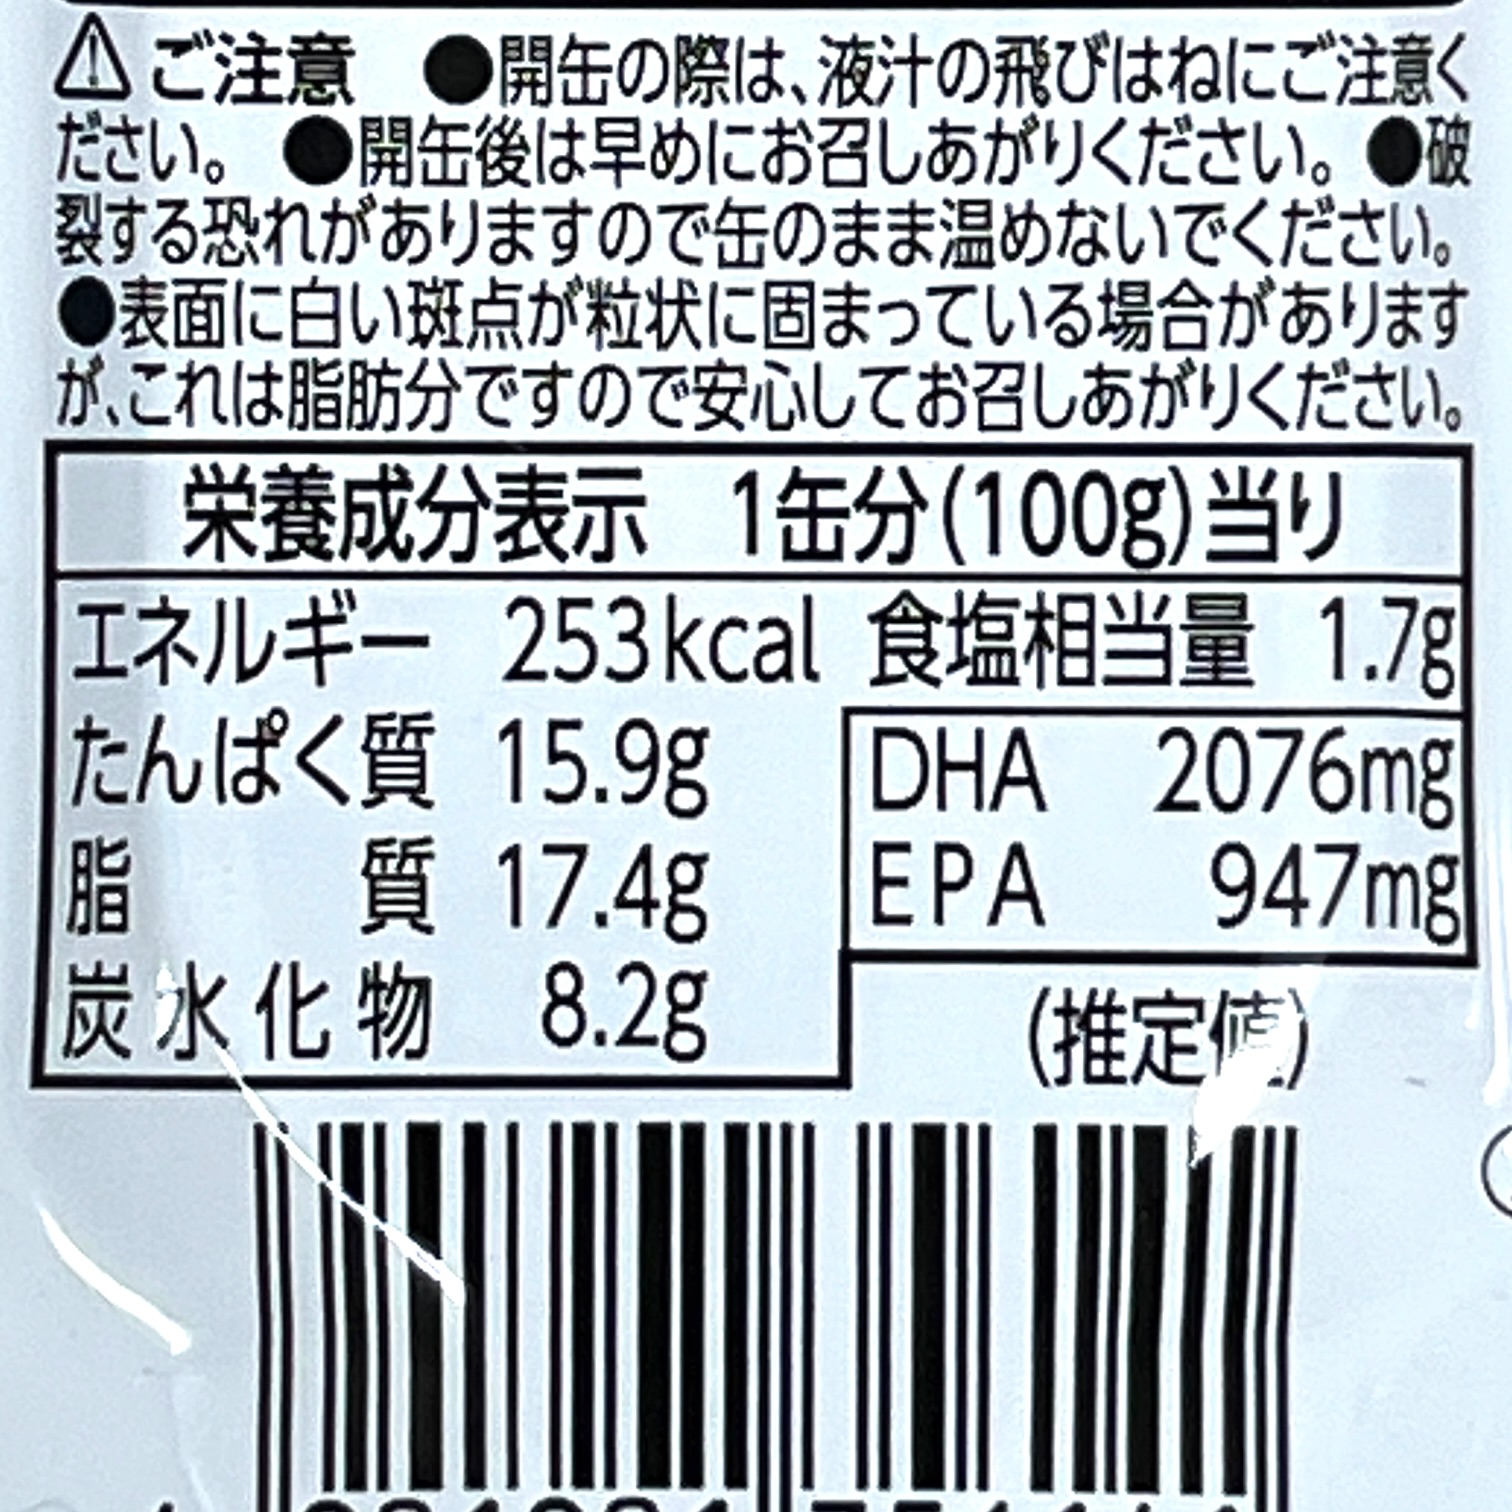 ⚠ご注意 ●開缶の際は、液汁の飛びはねにご注意く
ださい。 ●開缶後は早めにお召しあがりください。●破
裂する恐れがありますので缶のまま温めないでください。
●表面に白い斑点が粒状に固まっている場合があります
が、これは脂肪分ですので安心してお召しあがりください。
栄養成分表示 1缶分(100g)当り
エネルギー 253kcal 食塩相当量 1.7g
たんぱく質 15.9g DHA 2076mg
脂質 17.4g EPA 947mg
炭水化物 8.2g (推定値)